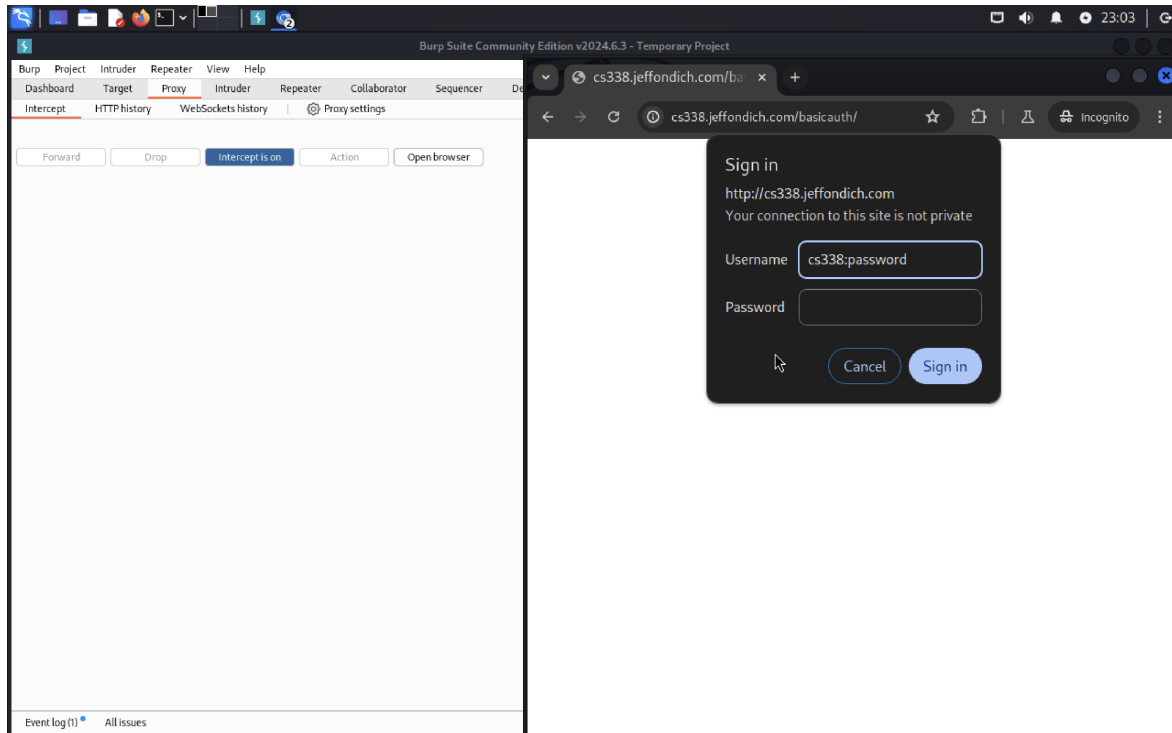 23:03
Burp Suite Community Edition v2024.6.3 - Temporary Project
Burp Project Intruder Repeater View Help
Dashboard Target Proxy Intruder Repeater Collaborator Sequencer
Intercept HTTP history WebSockets history Proxy settings
Forward Drop Intercept is on Action Open browser
Event log (1) All issues
cs338.jeffondich.com/ba
cs338.jeffondich.com/basicauth/ Incognito
Sign in
http://cs338.jeffondich.com
Your connection to this site is not private
Username cs338:password
Password
Cancel Sign in